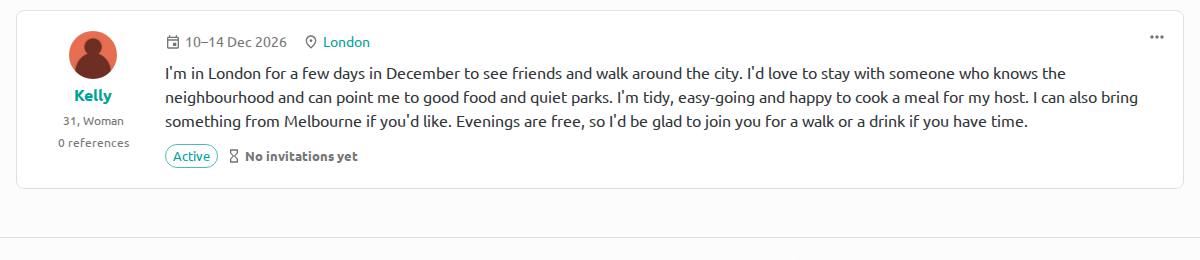 10–14 Dec 2026 London
I'm in London for a few days in December to see friends and walk around the city. I'd love to stay with someone who knows the
neighbourhood and can point me to good food and quiet parks. I'm tidy, easy-going and happy to cook a meal for my host. I can also bring
something from Melbourne if you'd like. Evenings are free, so I'd be glad to join you for a walk or a drink if you have time.
Kelly
31, Woman
0 references
Active No invitations yet